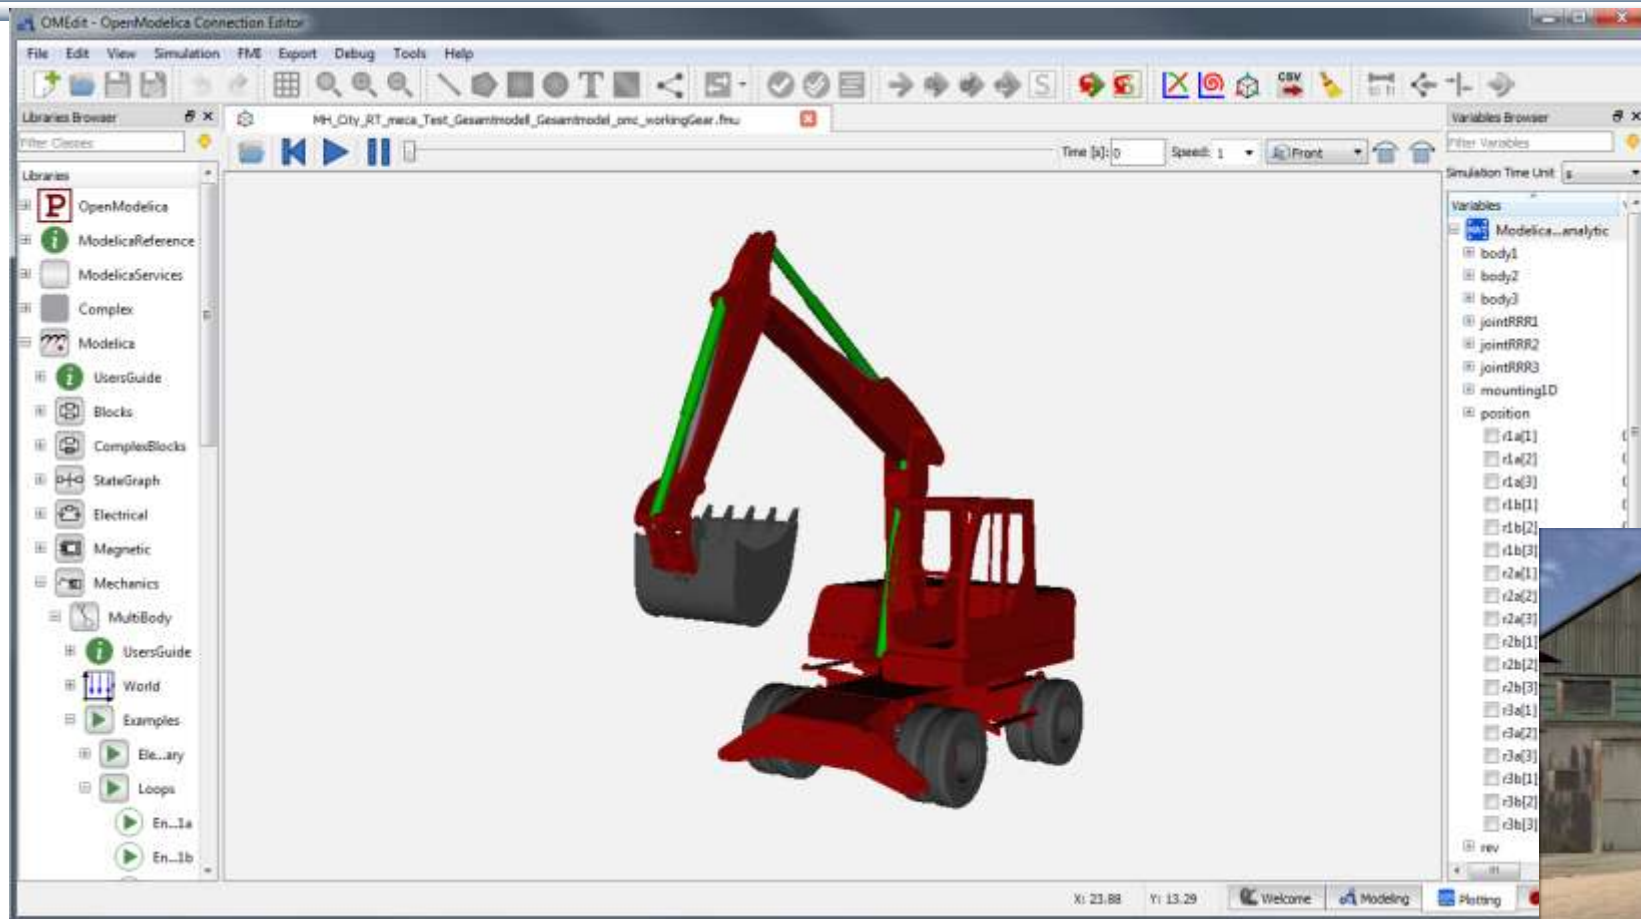 OMEdit - OpenModelica Connection Editor
File Edit View Simulation FMI Export Debug Tools Help
T S CSV
Libraries Browser
MH_City_RT_meca_Test_Gesamtmodell_Gesamtmodel_omc_workingGear.fmu
Variables Browser
Filter Classes
Time [s]: 0 Speed: 1 Front
Filter Variables
Simulation Time Unit s
Libraries
Variables
P OpenModelica
ModelicaReference
ModelicaServices
Complex
Modelica
UsersGuide
Blocks
ComplexBlocks
StateGraph
Electrical
Magnetic
Mechanics
MultiBody
UsersGuide
World
Examples
Ele...ary
Loops
En...1a
En...1b
Modelica...analytic
body1
body2
body3
jointRRR1
jointRRR2
jointRRR3
mounting1D
position
r1a[1]
r1a[2]
r1a[3]
r1b[1]
r1b[2]
r1b[3]
r2a[1]
r2a[2]
r2a[3]
r2b[1]
r2b[2]
r2b[3]
r3a[1]
r3a[2]
r3a[3]
r3b[1]
r3b[2]
r3b[3]
rev
X: 23.88 Y: 13.29 Welcome Modeling Plotting